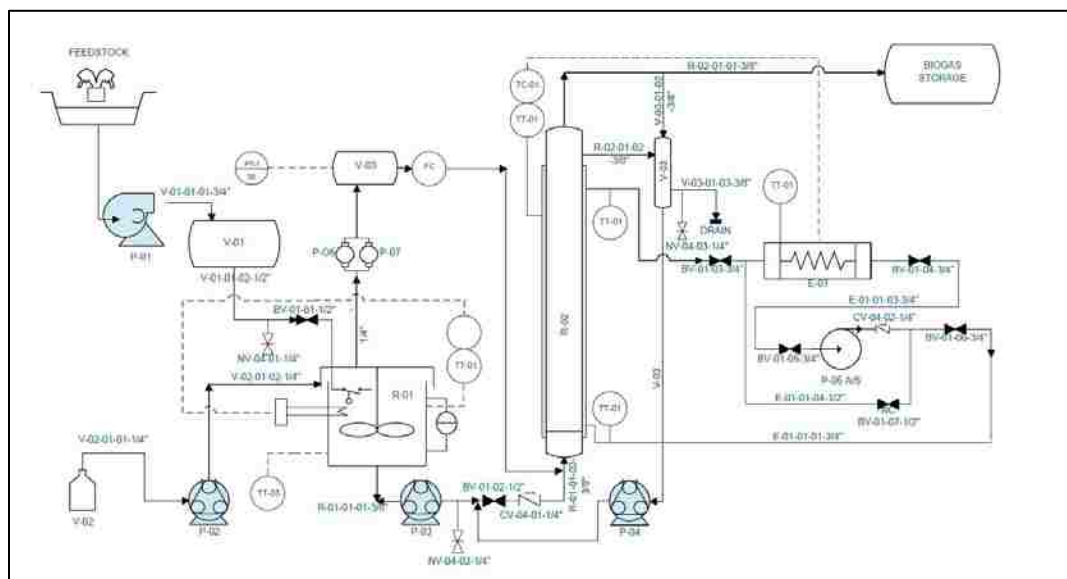 FEEDSTOCK
V-01-01-01-3/4"
P-01
V-01
V-01-01-02-1/2"
P-06
P-07
V-03
FC
BV-01-01-1/2"
NV-04-01-1/4"
V-02-01-02-1/4"
1/4"
R-01
TT-01
V-02-01-01-1/4"
V-02
P-02
R-01-01-01-3/8"
P-03
NV-04-02-1/4"
BV-01-02-1/2"
CV-04-01-1/4"
P-04
TC-01
TT-01
R-02
R-02-01-01-3/8"
R-02-01-02
-3/8"
V-03
V-03-01-03-3/8"
DRAIN
NV-04-03-1/4"
TT-01
BV-01-03-3/4"
TT-01
E-01
BV-01-04-3/4"
E-01-01-03-3/4"
CV-04-02-1/4"
BV-01-05-3/4"
P-05 A/B
BV-01-06-3/4"
E-01-01-04-1/2"
NC
BV-01-07-1/2"
TT-01
E-01-01-01-3/4"
BIOGAS
STORAGE